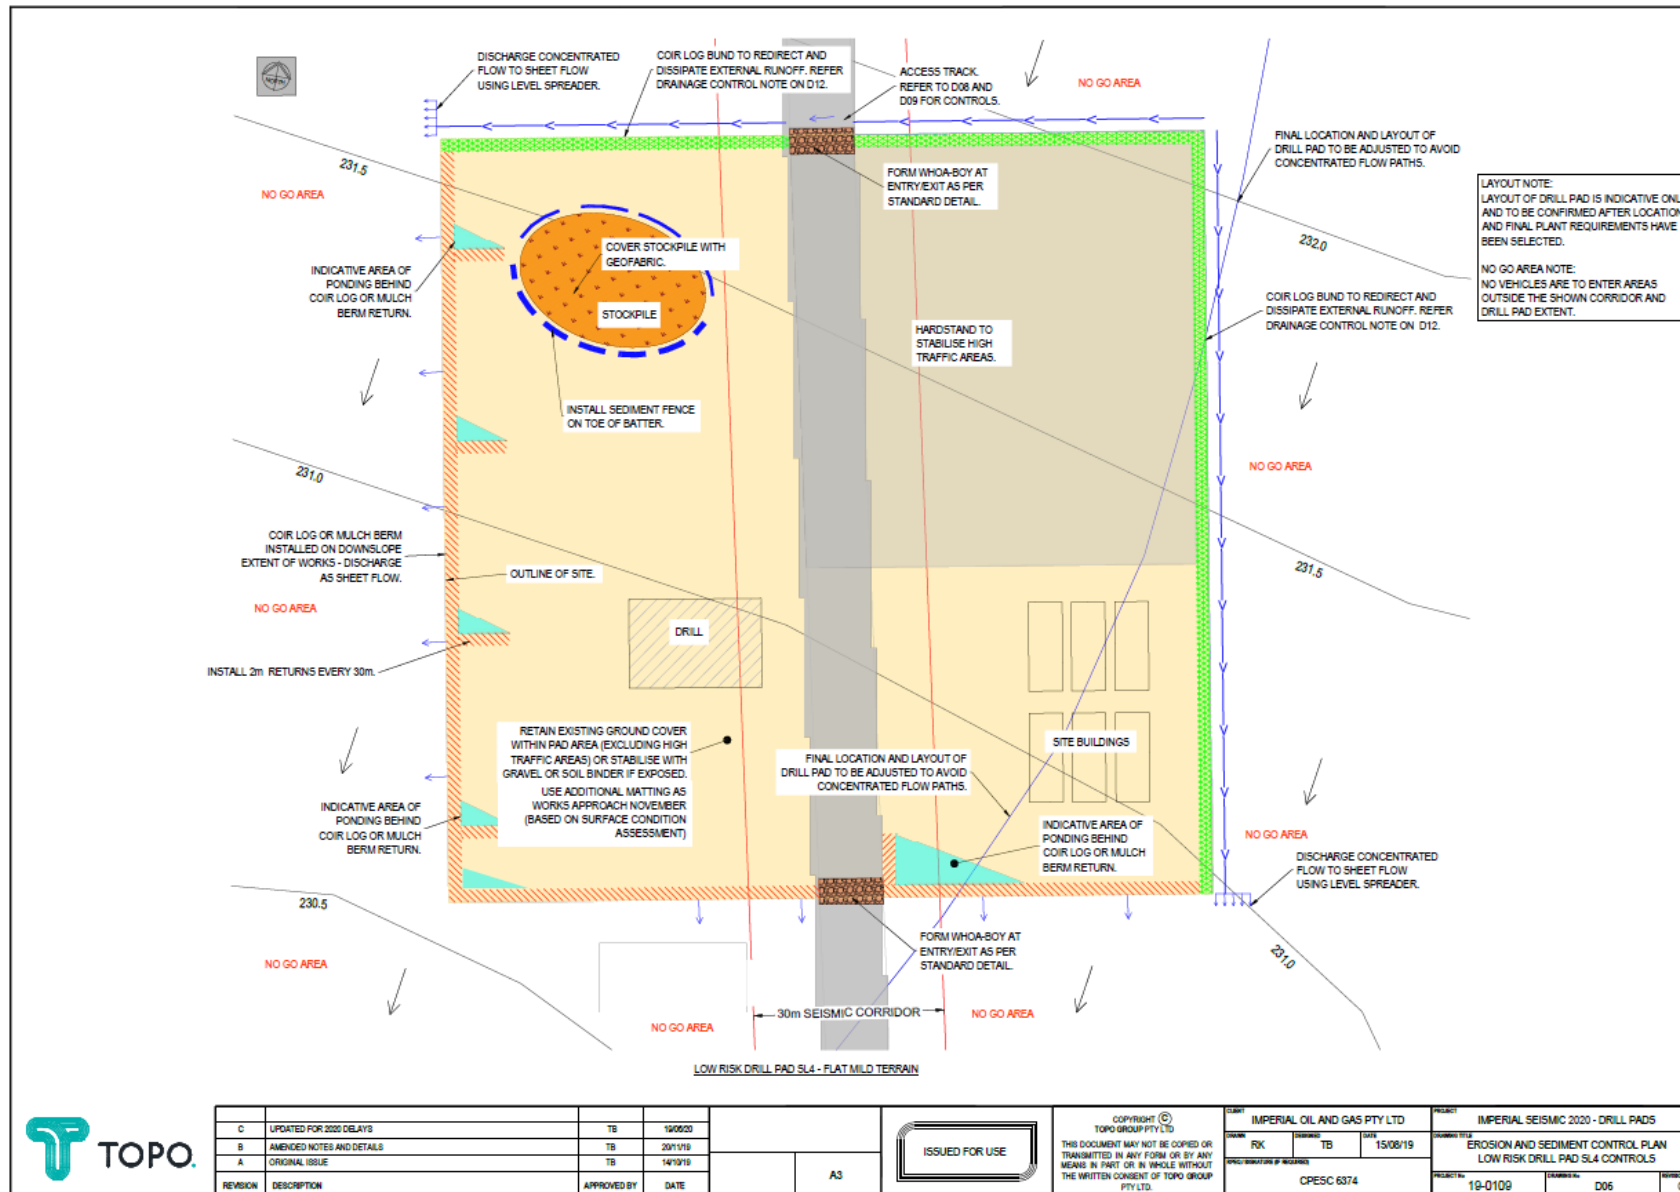 NORTH
DISCHARGE CONCENTRATED
FLOW TO SHEET FLOW
USING LEVEL SPREADER.
COIR LOG BUND TO REDIRECT AND
DISSIPATE EXTERNAL RUNOFF. REFER
DRAINAGE CONTROL NOTE ON D12.
ACCESS TRACK.
REFER TO D08 AND
D09 FOR CONTROLS.
NO GO AREA
FINAL LOCATION AND LAYOUT OF
DRILL PAD TO BE ADJUSTED TO AVOID
CONCENTRATED FLOW PATHS.
231.5
NO GO AREA
FORM WHOA-BOY AT
ENTRY/EXIT AS PER
STANDARD DETAIL.
LAYOUT NOTE:
LAYOUT OF DRILL PAD IS INDICATIVE ONL
AND TO BE CONFIRMED AFTER LOCATION
AND FINAL PLANT REQUIREMENTS HAVE
BEEN SELECTED.
NO GO AREA NOTE:
NO VEHICLES ARE TO ENTER AREAS
OUTSIDE THE SHOWN CORRIDOR AND
DRILL PAD EXTENT.
232.0
COVER STOCKPILE WITH
GEOFABRIC.
STOCKPILE
INDICATIVE AREA OF
PONDING BEHIND
COIR LOG OR MULCH
BERM RETURN.
COIR LOG BUND TO REDIRECT AND
DISSIPATE EXTERNAL RUNOFF. REFER
DRAINAGE CONTROL NOTE ON D12.
HARDSTAND TO
STABILISE HIGH
TRAFFIC AREAS.
INSTALL SEDIMENT FENCE
ON TOE OF BATTER.
231.0
NO GO AREA
COIR LOG OR MULCH BERM
INSTALLED ON DOWNSLOPE
EXTENT OF WORKS - DISCHARGE
AS SHEET FLOW.
OUTLINE OF SITE.
231.5
NO GO AREA
DRILL
INSTALL 2m RETURNS EVERY 30m.
RETAIN EXISTING GROUND COVER
WITHIN PAD AREA (EXCLUDING HIGH
TRAFFIC AREAS) OR STABILISE WITH
GRAVEL OR SOIL BINDER IF EXPOSED.
USE ADDITIONAL MATTING AS
WORKS APPROACH NOVEMBER
(BASED ON SURFACE CONDITION
ASSESSMENT)
SITE BUILDINGS
FINAL LOCATION AND LAYOUT OF
DRILL PAD TO BE ADJUSTED TO AVOID
CONCENTRATED FLOW PATHS.
INDICATIVE AREA OF
PONDING BEHIND
COIR LOG OR MULCH
BERM RETURN.
INDICATIVE AREA OF
PONDING BEHIND
COIR LOG OR MULCH
BERM RETURN.
NO GO AREA
DISCHARGE CONCENTRATED
FLOW TO SHEET FLOW
USING LEVEL SPREADER.
230.5
FORM WHOA-BOY AT
ENTRY/EXIT AS PER
STANDARD DETAIL.
231.0
NO GO AREA
30m SEISMIC CORRIDOR
NO GO AREA
NO GO AREA
LOW RISK DRILL PAD SL4 - FLAT MILD TERRAIN
TOPO.
C UPDATED FOR 2020 DELAYS TB 19/06/20
B AMENDED NOTES AND DETAILS TB 20/11/19
A ORIGINAL ISSUE TB 14/10/19
REVISION DESCRIPTION APPROVED BY DATE
A3
ISSUED FOR USE
COPYRIGHT ©
TOPO GROUP PTY LTD
THIS DOCUMENT MAY NOT BE COPIED OR
TRANSMITTED IN ANY FORM OR BY ANY
MEANS IN PART OR IN WHOLE WITHOUT
THE WRITTEN CONSENT OF TOPO GROUP
PTY LTD.
CLIENT
IMPERIAL OIL AND GAS PTY LTD
DRAWN RK DESIGNED TB DATE 15/08/19
RPEQ SIGNATURE (IF REQUIRED)
CPESC 6374
PROJECT
IMPERIAL SEISMIC 2020 - DRILL PADS
DRAWING TITLE
EROSION AND SEDIMENT CONTROL PLAN
LOW RISK DRILL PAD SL4 CONTROLS
PROJECT No 19-0109 DRAWING No D06